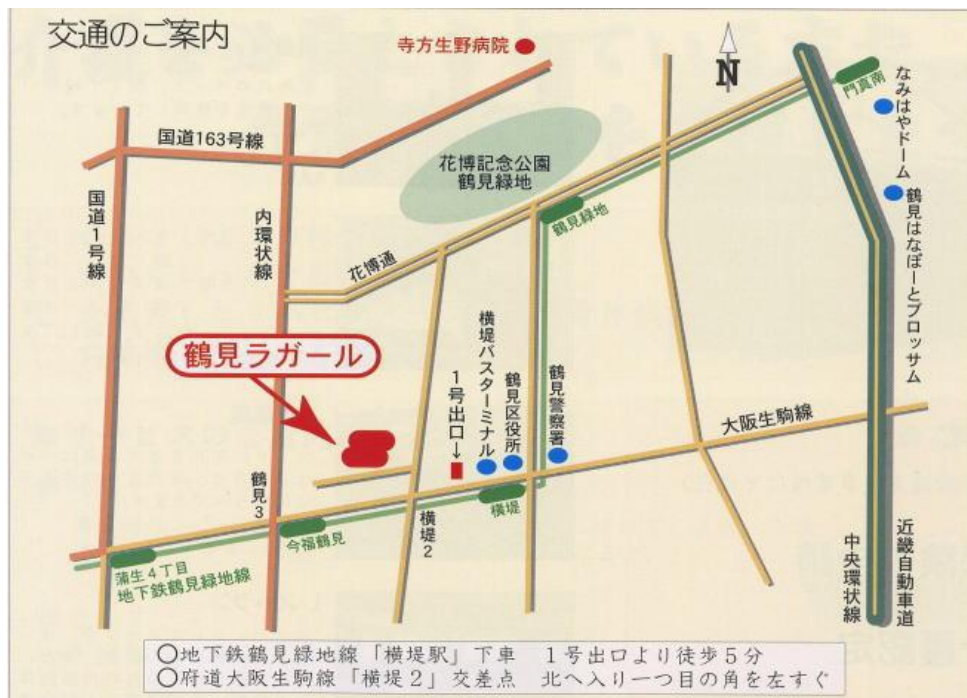 交通のご案内
寺方生野病院
N
門真南
なみはやドーム
国道163号線
花博記念公園
鶴見緑地
鶴見はなぽーとブロッサム
国道1号線
内環状線
鶴見緑地
花博通
鶴見ラガール
1号出口↓
横堤バスターミナル
鶴見区役所
鶴見警察署
大阪生駒線
鶴見3
横堤
横堤2
今福鶴見
蒲生4丁目
地下鉄鶴見緑地線
中央環状線
近畿自動車道
○地下鉄鶴見緑地線「横堤駅」下車 1号出口より徒歩5分
○府道大阪生駒線「横堤2」交差点 北へ入り一つ目の角を左すぐ